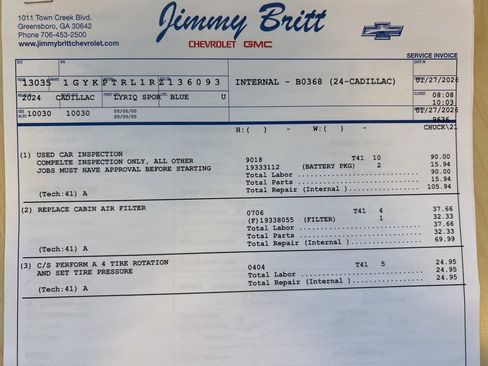 1011 Town Creek Blvd.
Greensboro, GA 30642
Phone 706-453-2500
www.jimmybrittchevrolet.com
Jimmy Britt
CHEVROLET GMC
SERVICE INVOICE
13035 1GYKPTRL1RZ136093 INTERNAL - B0368 (24-CADILLAC) 01/27/2026
2024 CADILLAC LYRIQ SPOR BLUE U 08:08
10:03
10030 10030 00/00/00 01/27/2026
00/00/00 9636
H:( ) - W:( ) - CHUCK\21
(1) USED CAR INSPECTION
COMPELTE INSPECTION ONLY, ALL OTHER 9018 T41 10 90.00
JOBS MUST HAVE APPROVAL BEFORE STARTING 19333112 (BATTERY PKG) 2 15.94
Total Labor 90.00
Total Parts 15.94
(Tech:41) A Total Repair (Internal ) 105.94
(2) REPLACE CABIN AIR FILTER 0706 T41 4 37.66
(F)19338055 (FILTER) 1 32.33
Total Labor 37.66
Total Parts 32.33
(Tech:41) A Total Repair (Internal ) 69.99
(3) C/S PERFORM A 4 TIRE ROTATION 0404 T41 5 24.95
AND SET TIRE PRESSURE Total Labor 24.95
Total Repair (Internal ) 24.95
(Tech:41) A